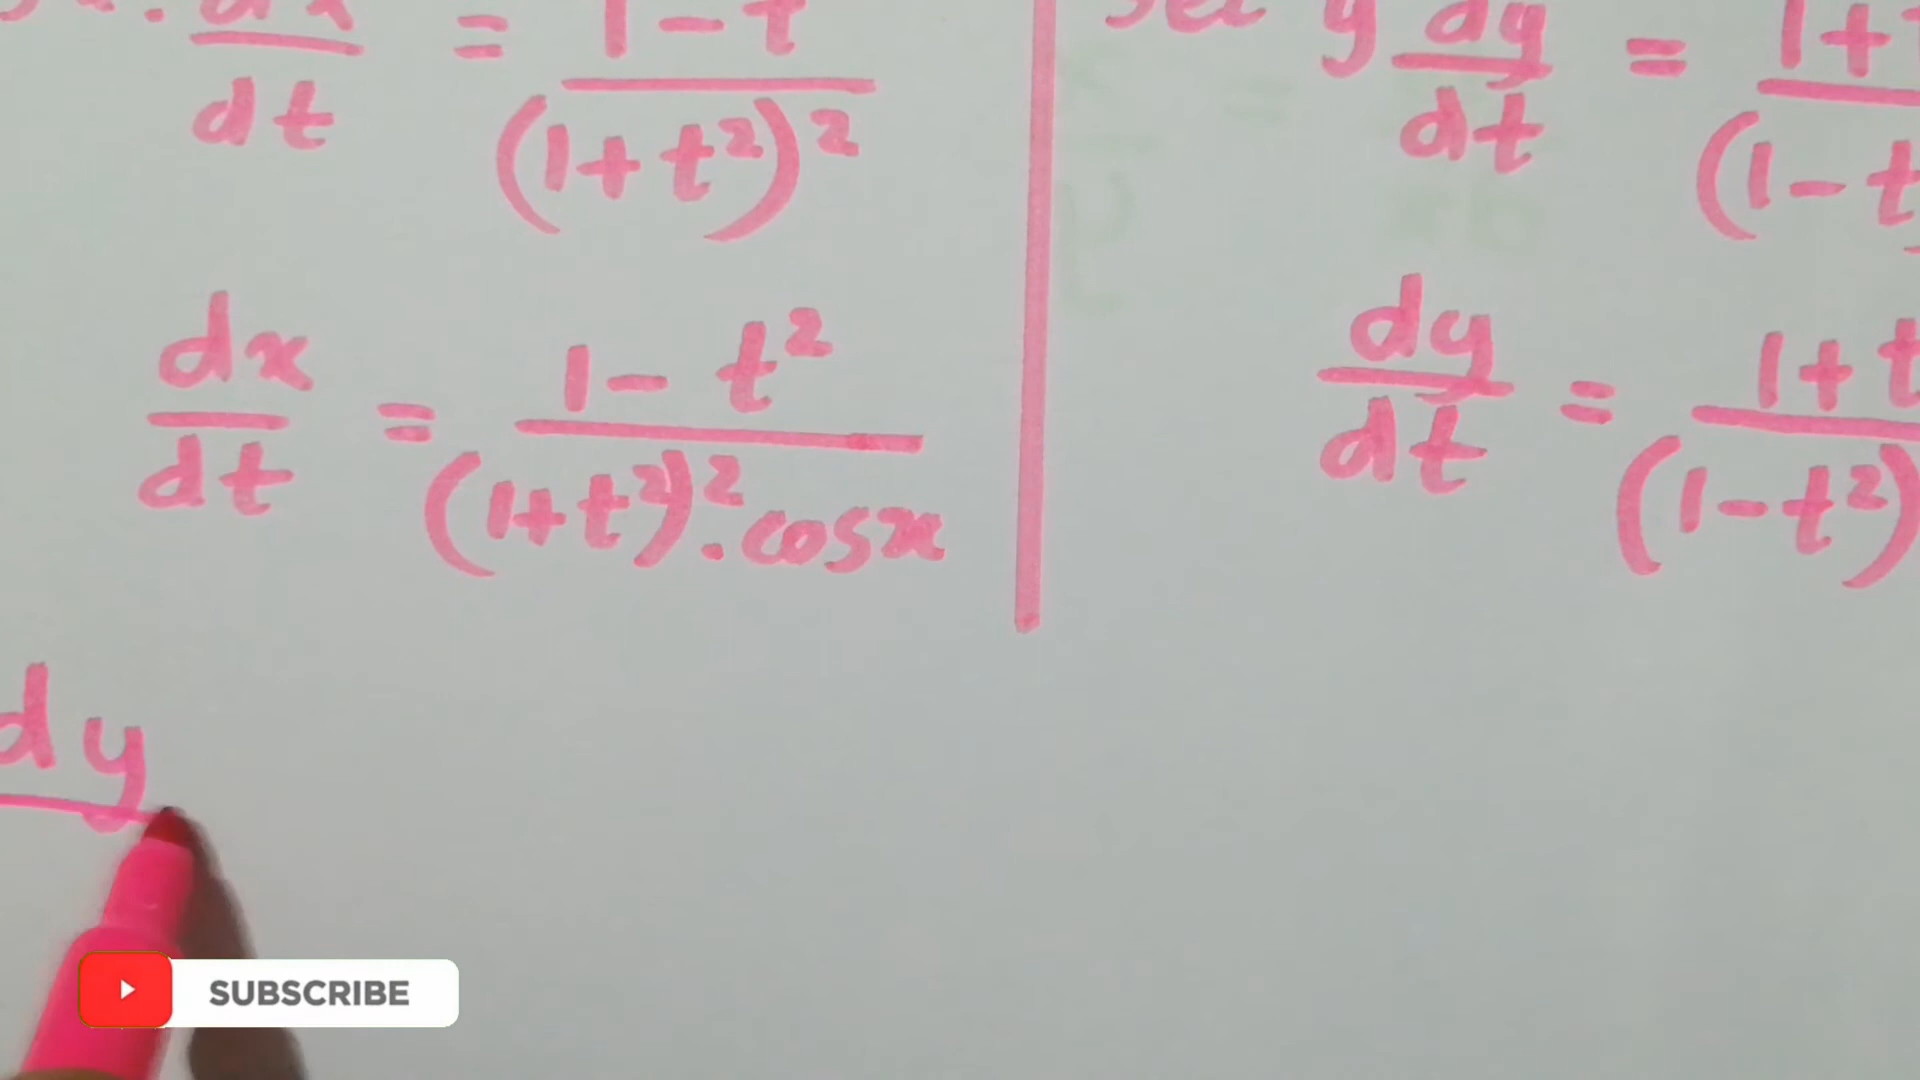 dx/dt = 1 - t / (1 + t²)²
dx/dt = 1 - t² / (1+t²)² . cosx
y dy/dt = 1+ / (1 - t
dy/dt = 1 + t / (1 - t²)
dy
SUBSCRIBE